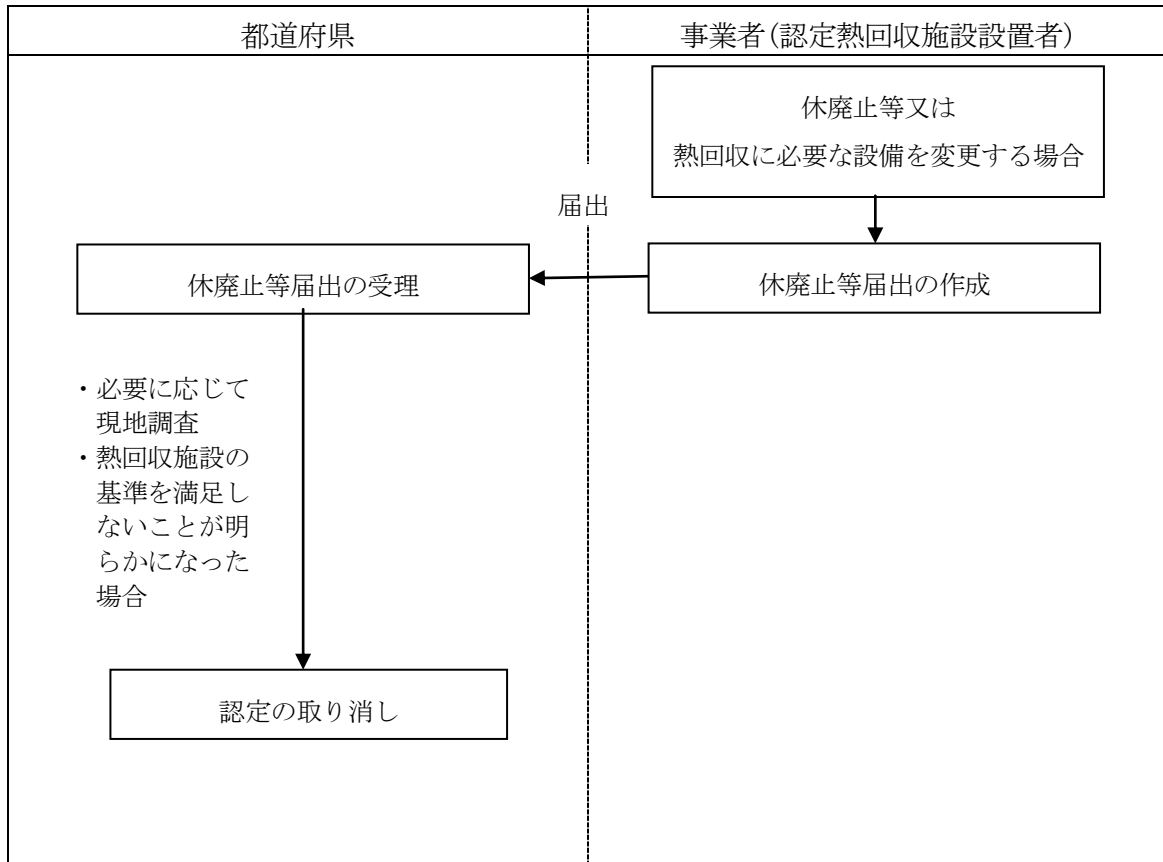 都道府県
事業者(認定熱回収施設設置者)
休廃止等又は
熱回収に必要な設備を変更する場合
届出
休廃止等届出の受理
休廃止等届出の作成
・必要に応じて
現地調査
・熱回収施設の
基準を満足し
ないことが明
らかになった
場合
認定の取り消し